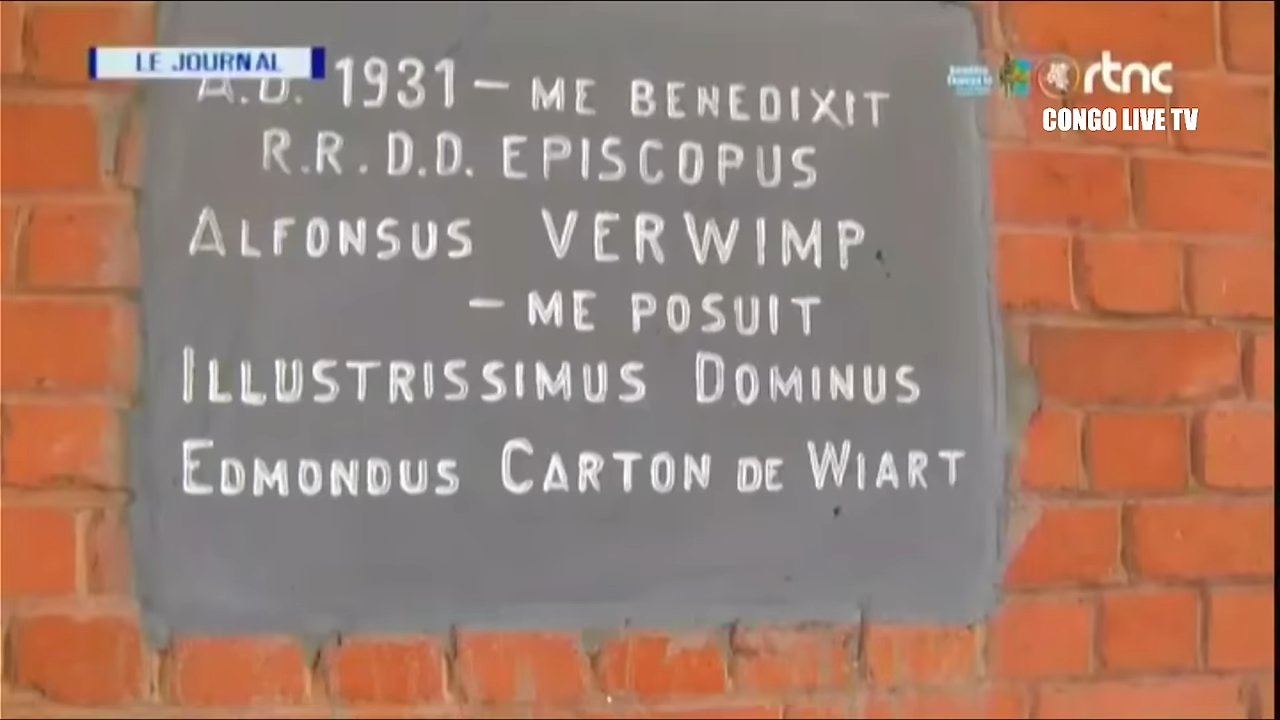 LE JOURNAL
rtnc
CONGO LIVE TV
A.D. 1931 – ME BENEDIXIT
R.R. D.D. EPISCOPUS
ALFONSUS VERWIMP
– ME POSUIT
ILLUSTRISSIMUS DOMINUS
EDMONDUS CARTON DE WIART